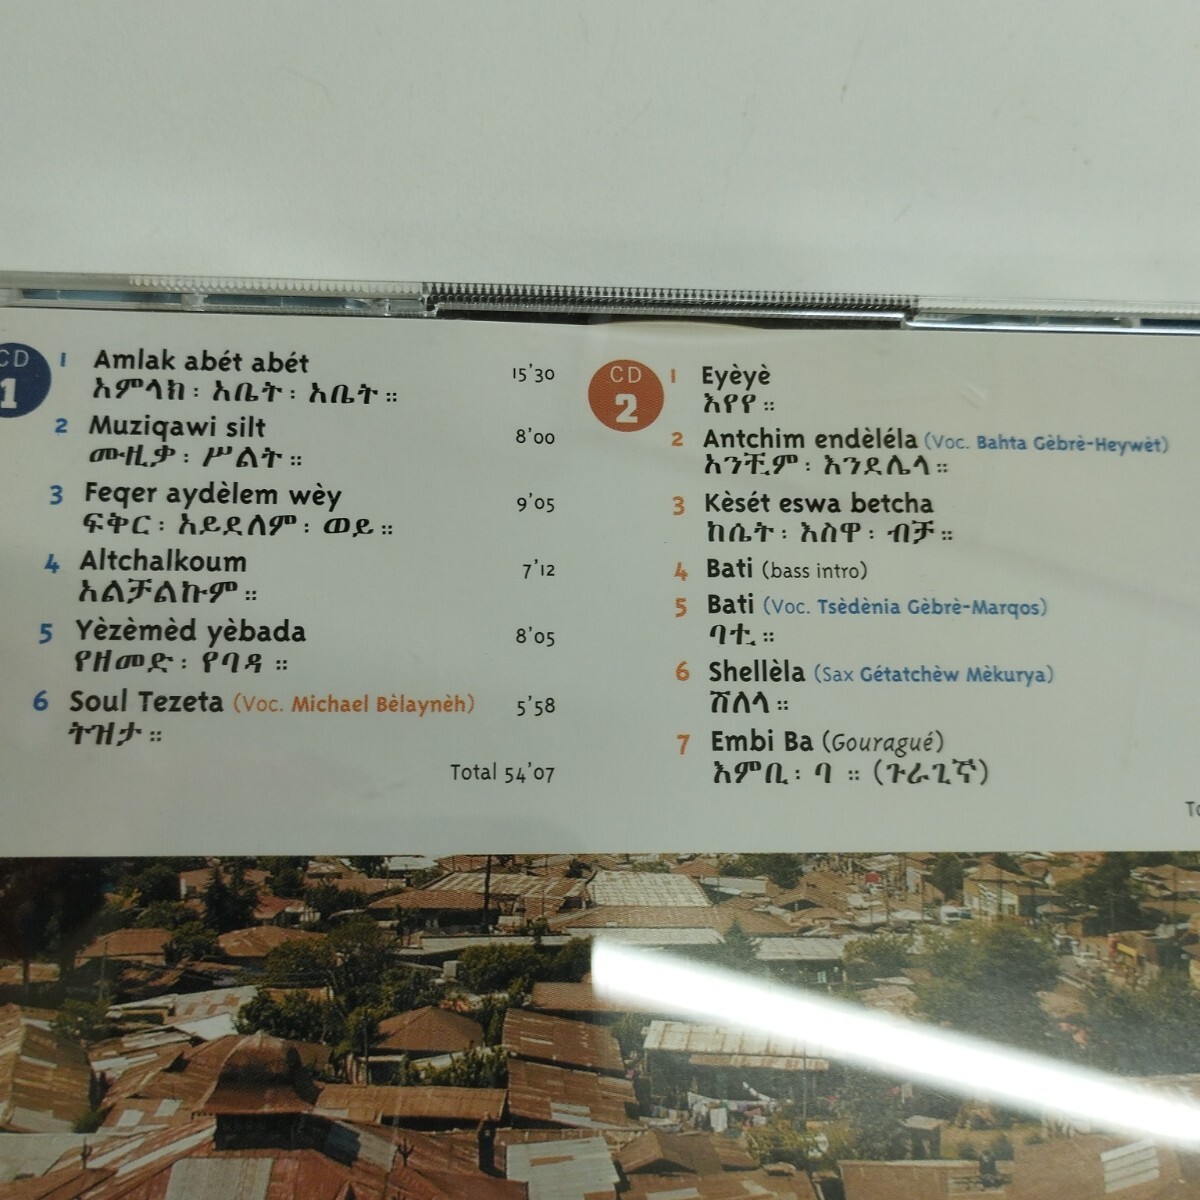 CD 1
1 Amlak abét abét 15'30
አምላክ ፡ አቤት ፡ አቤት ።
2 Muziqawi silt 8'00
ሙዚቃ ፡ ሥልት ።
3 Feqer aydèlem wèy 9'05
ፍቅር ፡ አይደለም ፡ ወይ ።
4 Altchalkoum 7'12
አልቻልኩም ።
5 Yèzèmèd yèbada 8'05
የዘመድ ፡ የባዳ ።
6 Soul Tezeta (Voc. Michael Bèlaynèh) 5'58
ትዝታ ።
Total 54'07
CD 2
1 Eyèyè
እየየ ።
2 Antchim endèléla (Voc. Bahta Gèbrè-Heywèt)
አንቺም ፡ እንደሌላ ።
3 Kèsét eswa betcha
ከሴት ፡ እስዋ ፡ ብቻ ።
4 Bati (bass intro)
5 Bati (Voc. Tsèdènia Gèbrè-Marqos)
ባቲ ።
6 Shellèla (Sax Gétatchèw Mèkurya)
ሽለላ ።
7 Embi Ba (Gouragué)
እምቢ ፡ ባ ። (ጉራጊኛ)